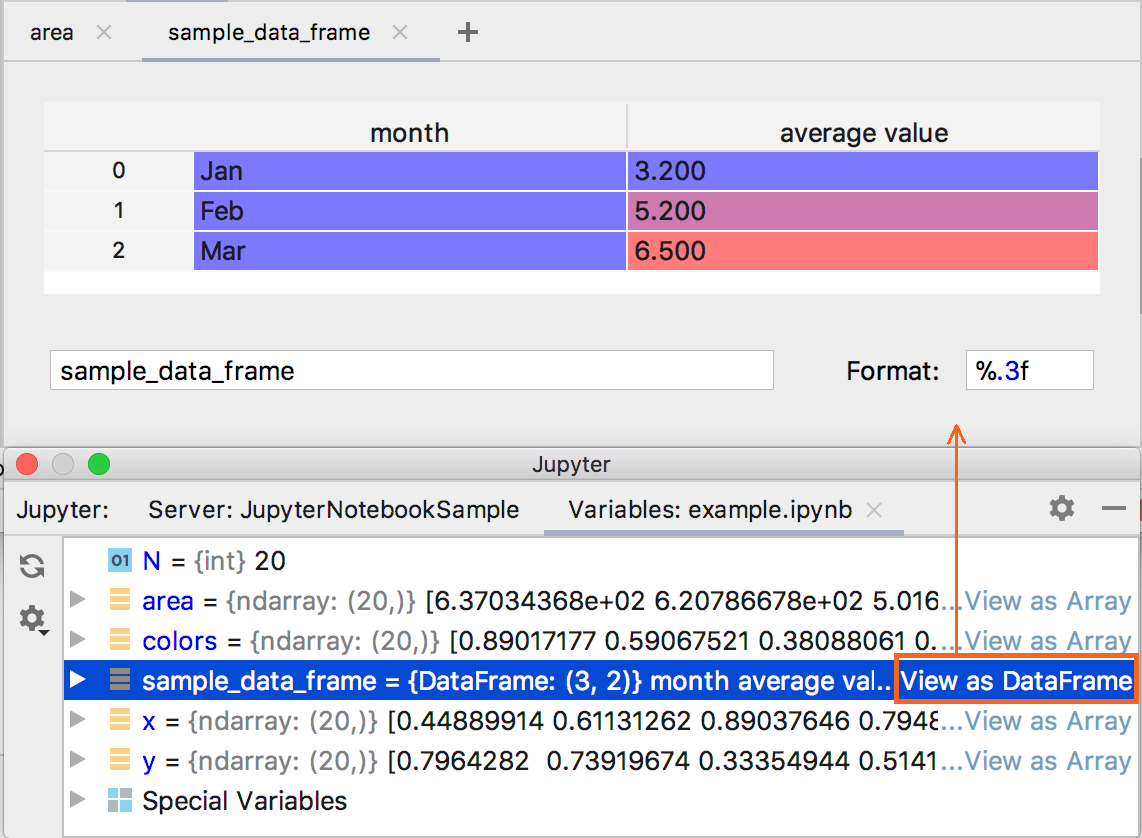 area sample_data_frame
month average value
0 Jan 3.200
1 Feb 5.200
2 Mar 6.500
sample_data_frame Format: %.3f
Jupyter
Jupyter: Server: JupyterNotebookSample Variables: example.ipynb
01 N = {int} 20
area = {ndarray: (20,)} [6.37034368e+02 6.20786678e+02 5.016...View as Array
colors = {ndarray: (20,)} [0.89017177 0.59067521 0.38088061 0....View as Array
sample_data_frame = {DataFrame: (3, 2)} month average val...View as DataFrame
x = {ndarray: (20,)} [0.44889914 0.61131262 0.89037646 0.7948...View as Array
y = {ndarray: (20,)} [0.7964282 0.73919674 0.33354944 0.5141...View as Array
Special Variables